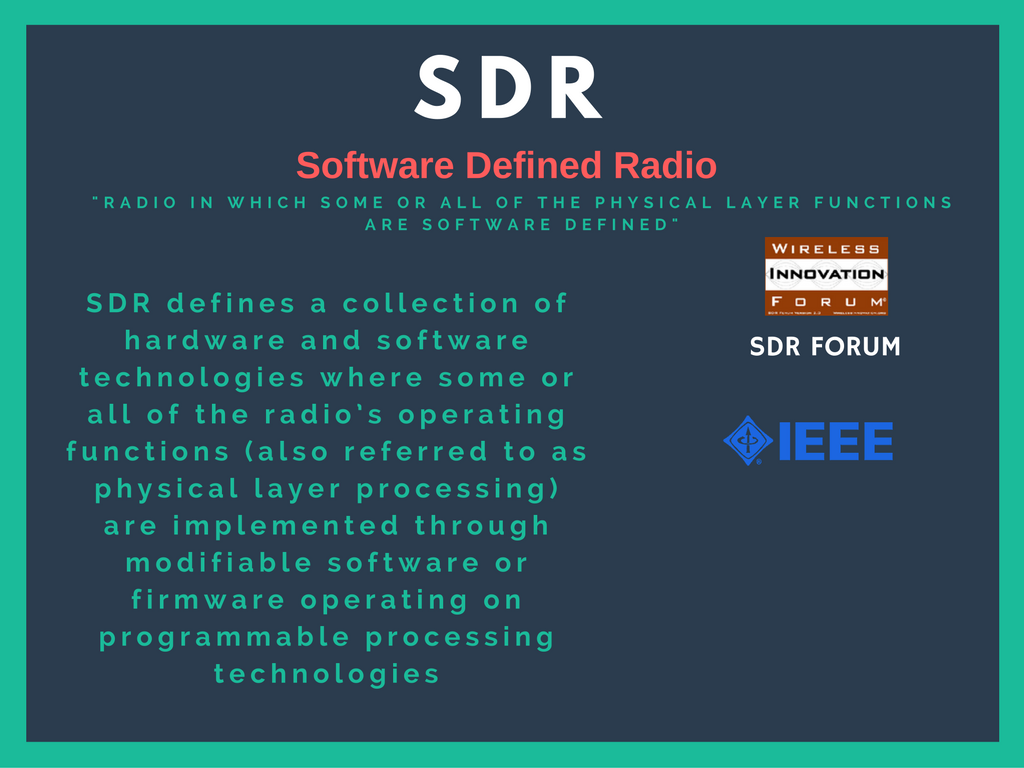 SDR
Software Defined Radio
"RADIO IN WHICH SOME OR ALL OF THE PHYSICAL LAYER FUNCTIONS
ARE SOFTWARE DEFINED"
SDR defines a collection of
hardware and software
technologies where some or
all of the radio's operating
functions (also referred to as
physical layer processing)
are implemented through
modifiable software or
firmware operating on
programmable processing
technologies
WIRELESS
INNOVATION
FORUM
SDR FORUM
IEEE